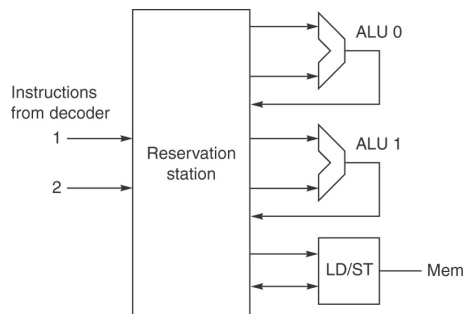 Instructions
from decoder
1
2
Reservation
station
ALU 0
ALU 1
LD/ST
Mem